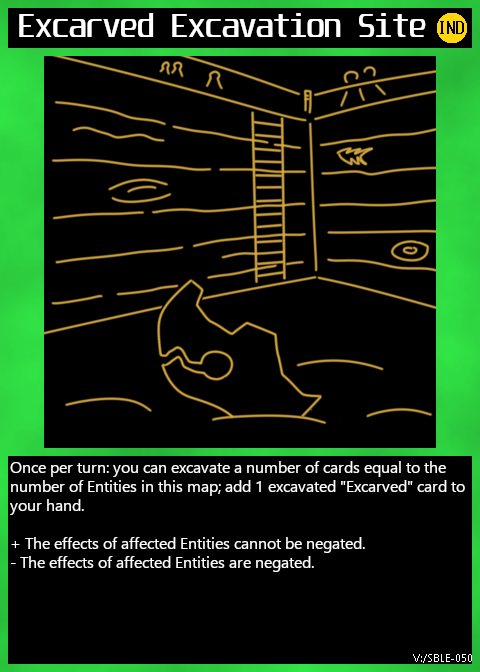 Excarved Excavation Site IND
Once per turn: you can excavate a number of cards equal to the
number of Entities in this map; add 1 excavated "Excarved" card to
your hand.
+ The effects of affected Entities cannot be negated.
- The effects of affected Entities are negated.
V:/SBLE-050